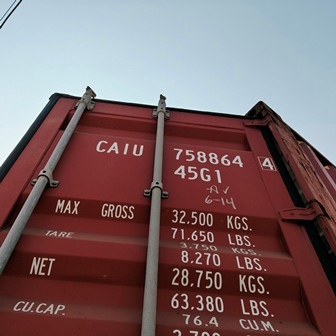 CAIU 758864 4
45G1
AV
6-14
MAX GROSS 32.500 KGS.
71.650 LBS.
TARE 3.750 KGS.
8.270 LBS.
NET 28.750 KGS.
63.380 LBS.
CU.CAP. 76.4 CU.M.